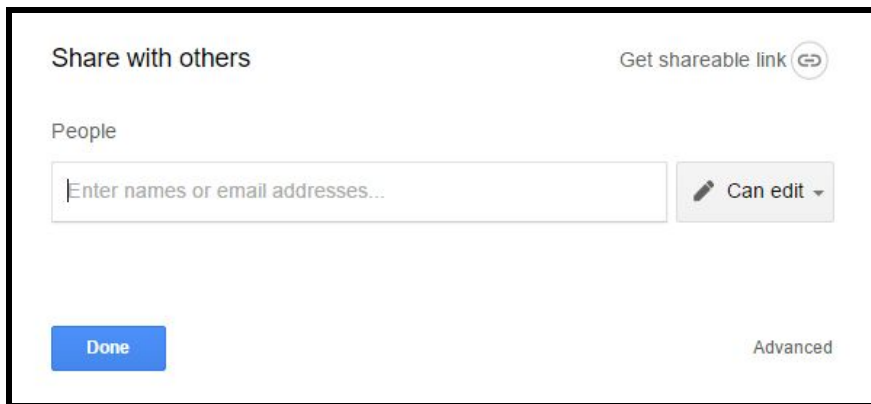 Share with others
Get shareable link
People
Enter names or email addresses...
Can edit
Done
Advanced